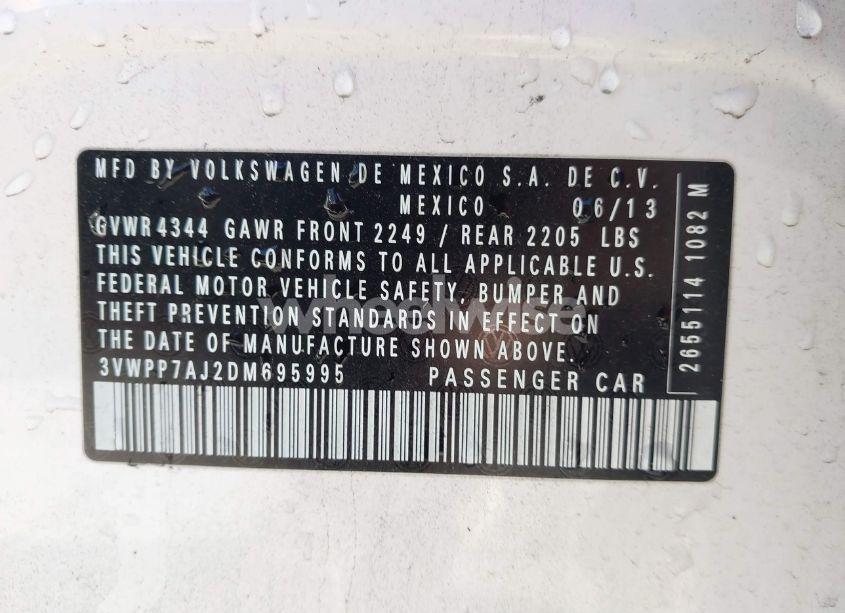 MFD BY VOLKSWAGEN DE MEXICO S.A. DE C.V.
MEXICO 06/13
GVWR 4344 GAWR FRONT 2249 / REAR 2205 LBS
THIS VEHICLE CONFORMS TO ALL APPLICABLE U.S.
FEDERAL MOTOR VEHICLE SAFETY, BUMPER AND
THEFT PREVENTION STANDARDS IN EFFECT ON
THE DATE OF MANUFACTURE SHOWN ABOVE.
3VWPP7AJ2DM695995 PASSENGER CAR
2655114 1082 M
wheelwise